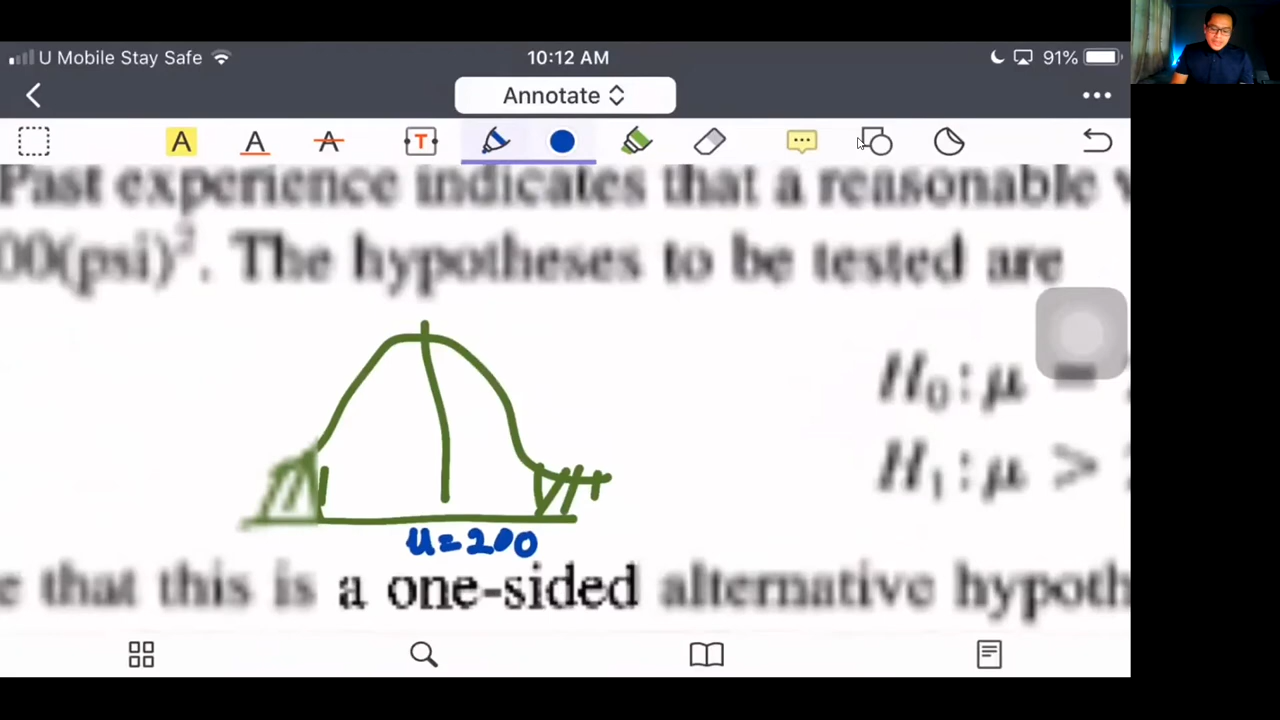 U Mobile Stay Safe 10:12 AM 91%
Annotate
A A A T
Past experience indicates that a reasonable
00(psi)². The hypotheses to be tested are
H₀: μ =
H₁: μ >
u=200
e that this is a one-sided alternative hypoth